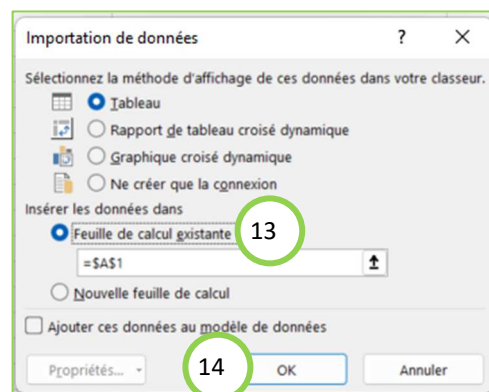 Importation de données ? X
Sélectionnez la méthode d'affichage de ces données dans votre classeur.
Tableau
Rapport de tableau croisé dynamique
Graphique croisé dynamique
Ne créer que la connexion
Insérer les données dans
Feuille de calcul existante 13
=$A$1
Nouvelle feuille de calcul
Ajouter ces données au modèle de données
Propriétés... 14 OK Annuler